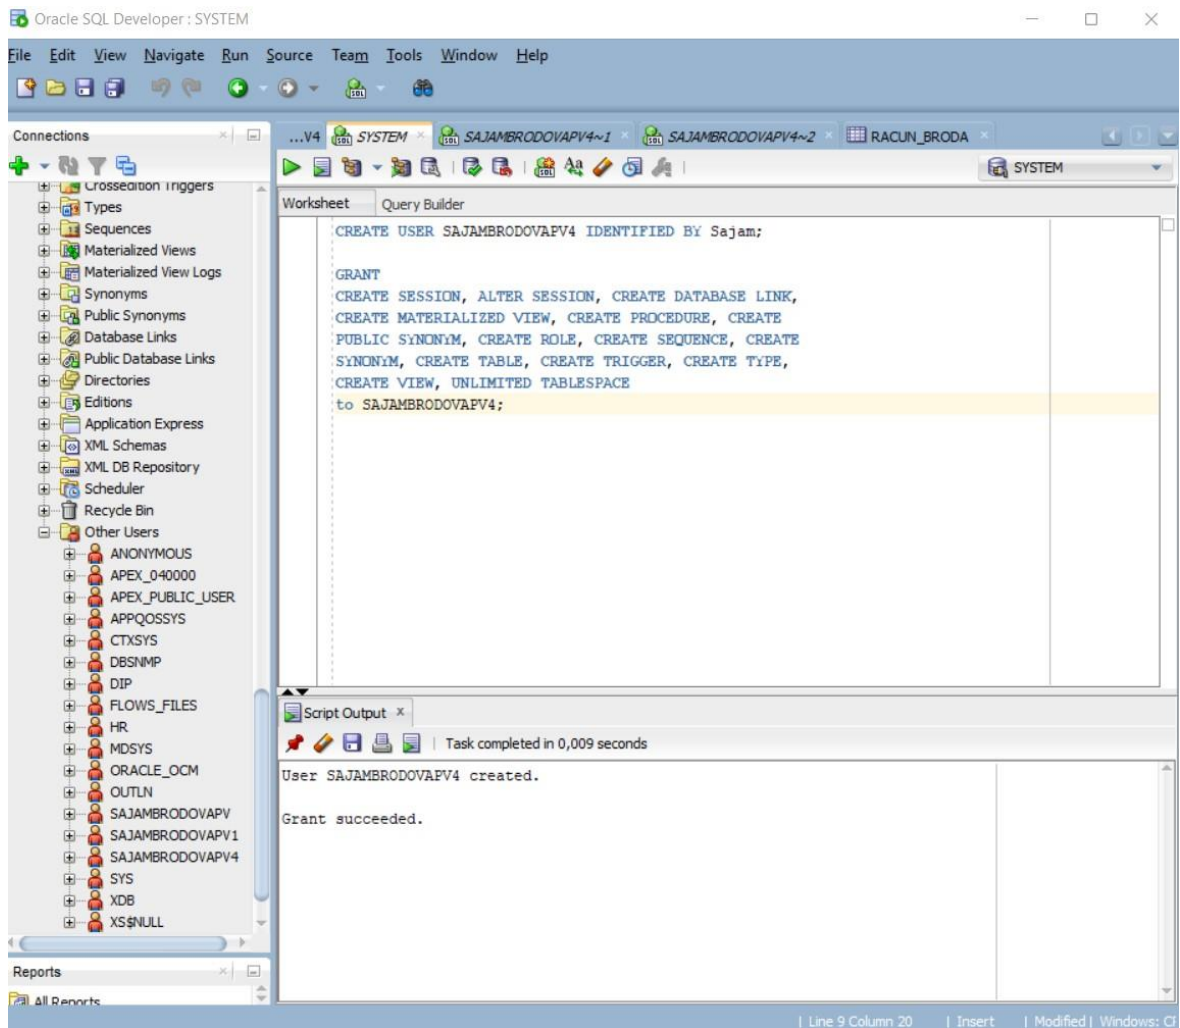 Oracle SQL Developer : SYSTEM
File Edit View Navigate Run Source Team Tools Window Help
Connections
Crossedition Triggers
Types
Sequences
Materialized Views
Materialized View Logs
Synonyms
Public Synonyms
Database Links
Public Database Links
Directories
Editions
Application Express
XML Schemas
XML DB Repository
Scheduler
Recycle Bin
Other Users
ANONYMOUS
APEX_040000
APEX_PUBLIC_USER
APPQOSSYS
CTXSYS
DBSNMP
DIP
FLOWS_FILES
HR
MDSYS
ORACLE_OCM
OUTLN
SAJAMBRODOVAPV
SAJAMBRODOVAPV1
SAJAMBRODOVAPV4
SYS
XDB
XS$NULL
Reports
All Reports
...V4 SYSTEM SAJAMBRODOVAPV4~1 SAJAMBRODOVAPV4~2 RACUN_BRODA
SYSTEM
Worksheet Query Builder
CREATE USER SAJAMBRODOVAPV4 IDENTIFIED BY Sajam;
GRANT
CREATE SESSION, ALTER SESSION, CREATE DATABASE LINK,
CREATE MATERIALIZED VIEW, CREATE PROCEDURE, CREATE
PUBLIC SYNONYM, CREATE ROLE, CREATE SEQUENCE, CREATE
SYNONYM, CREATE TABLE, CREATE TRIGGER, CREATE TYPE,
CREATE VIEW, UNLIMITED TABLESPACE
to SAJAMBRODOVAPV4;
Script Output x
Task completed in 0,009 seconds
User SAJAMBRODOVAPV4 created.
Grant succeeded.
| Line 9 Column 20 | Insert | Modified | Windows: